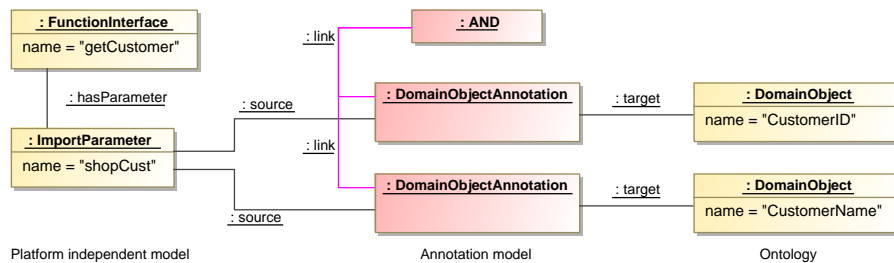 : FunctionInterface
name = "getCustomer"
: hasParameter
: ImportParameter
name = "shopCust"
: source
: source
: link
: link
: AND
: DomainObjectAnnotation
: DomainObjectAnnotation
: target
: target
: DomainObject
name = "CustomerID"
: DomainObject
name = "CustomerName"
Platform independent model
Annotation model
Ontology